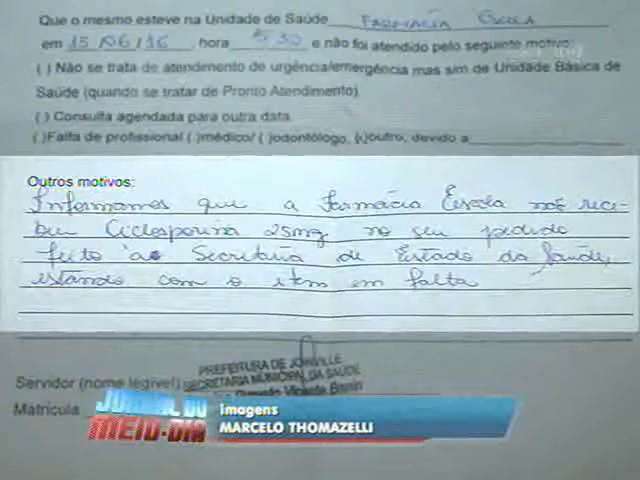 Que o mesmo esteve na Unidade de Saúde FARMACIA ESCOLA
em 15/06/16 hora 30 e não foi atendido pelo seguinte motivo:
( ) Não se trata de atendimento de urgência/emergência mas sim de Unidade Básica de
Saúde (quando se tratar de Pronto Atendimento)
( ) Consulta agendada para outra data.
( )Falta de profissional ( )médico/ ( )odontólogo, (x)outro, devido a
Outros motivos:
Informamos que a Farmácia Escola não rece-
beu Ciclosporina 25mg no seu pedido
feito à Secretaria de Estado da Saúde,
estando com o item em falta
PREFEITURA DE JOINVILLE
Servidor (nome legível) SECRETARIA MUNICIPAL DA SAÚDE
Matrícula
JORNAL DO
MEIO-DIA
Imagens
MARCELO THOMAZELLI